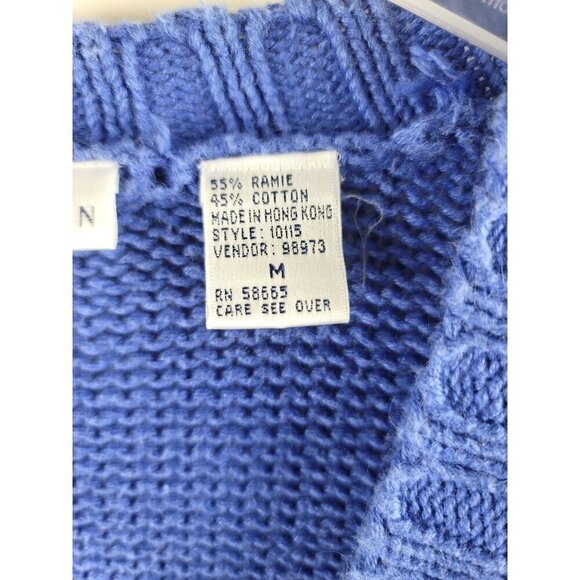 N
55% RAMIE
45% COTTON
MADE IN HONG KONG
STYLE: 10115
VENDOR: 98973
M
RN 58665
CARE SEE OVER